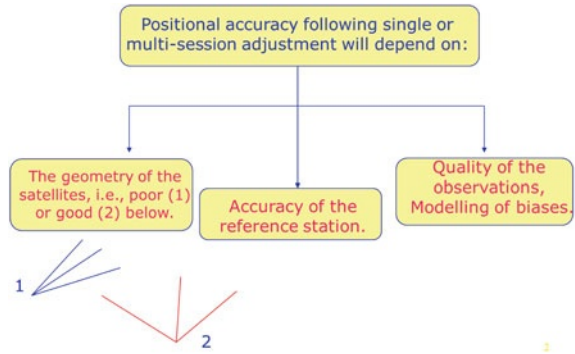 Positional accuracy following single or
multi-session adjustment will depend on:
The geometry of the
satellites, i.e., poor (1)
or good (2) below.
Accuracy of the
reference station.
Quality of the
observations,
Modelling of biases.
1
2